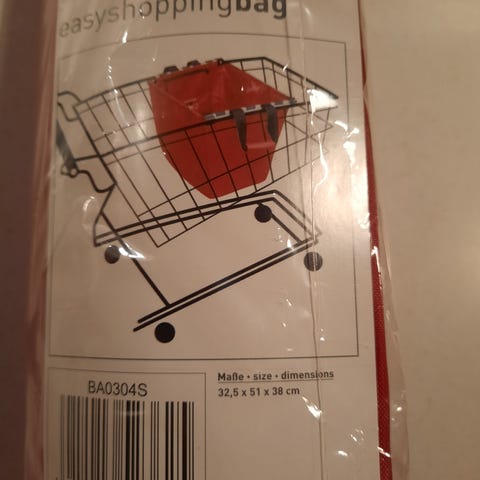 easyshoppingbag
BA0304S
Maße • size • dimensions
32,5 x 51 x 38 cm